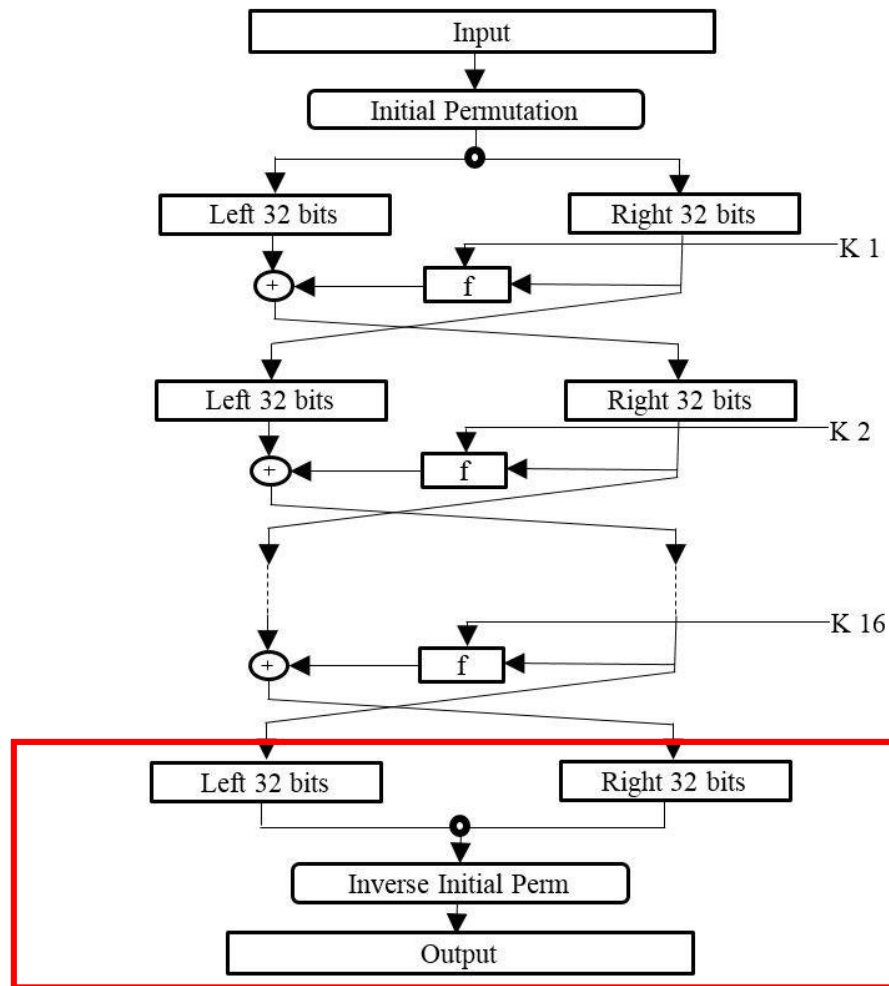 Input
Initial Permutation
Left 32 bits
Right 32 bits
K 1
+
f
Left 32 bits
Right 32 bits
K 2
+
f
K 16
+
f
Left 32 bits
Right 32 bits
Inverse Initial Perm
Output